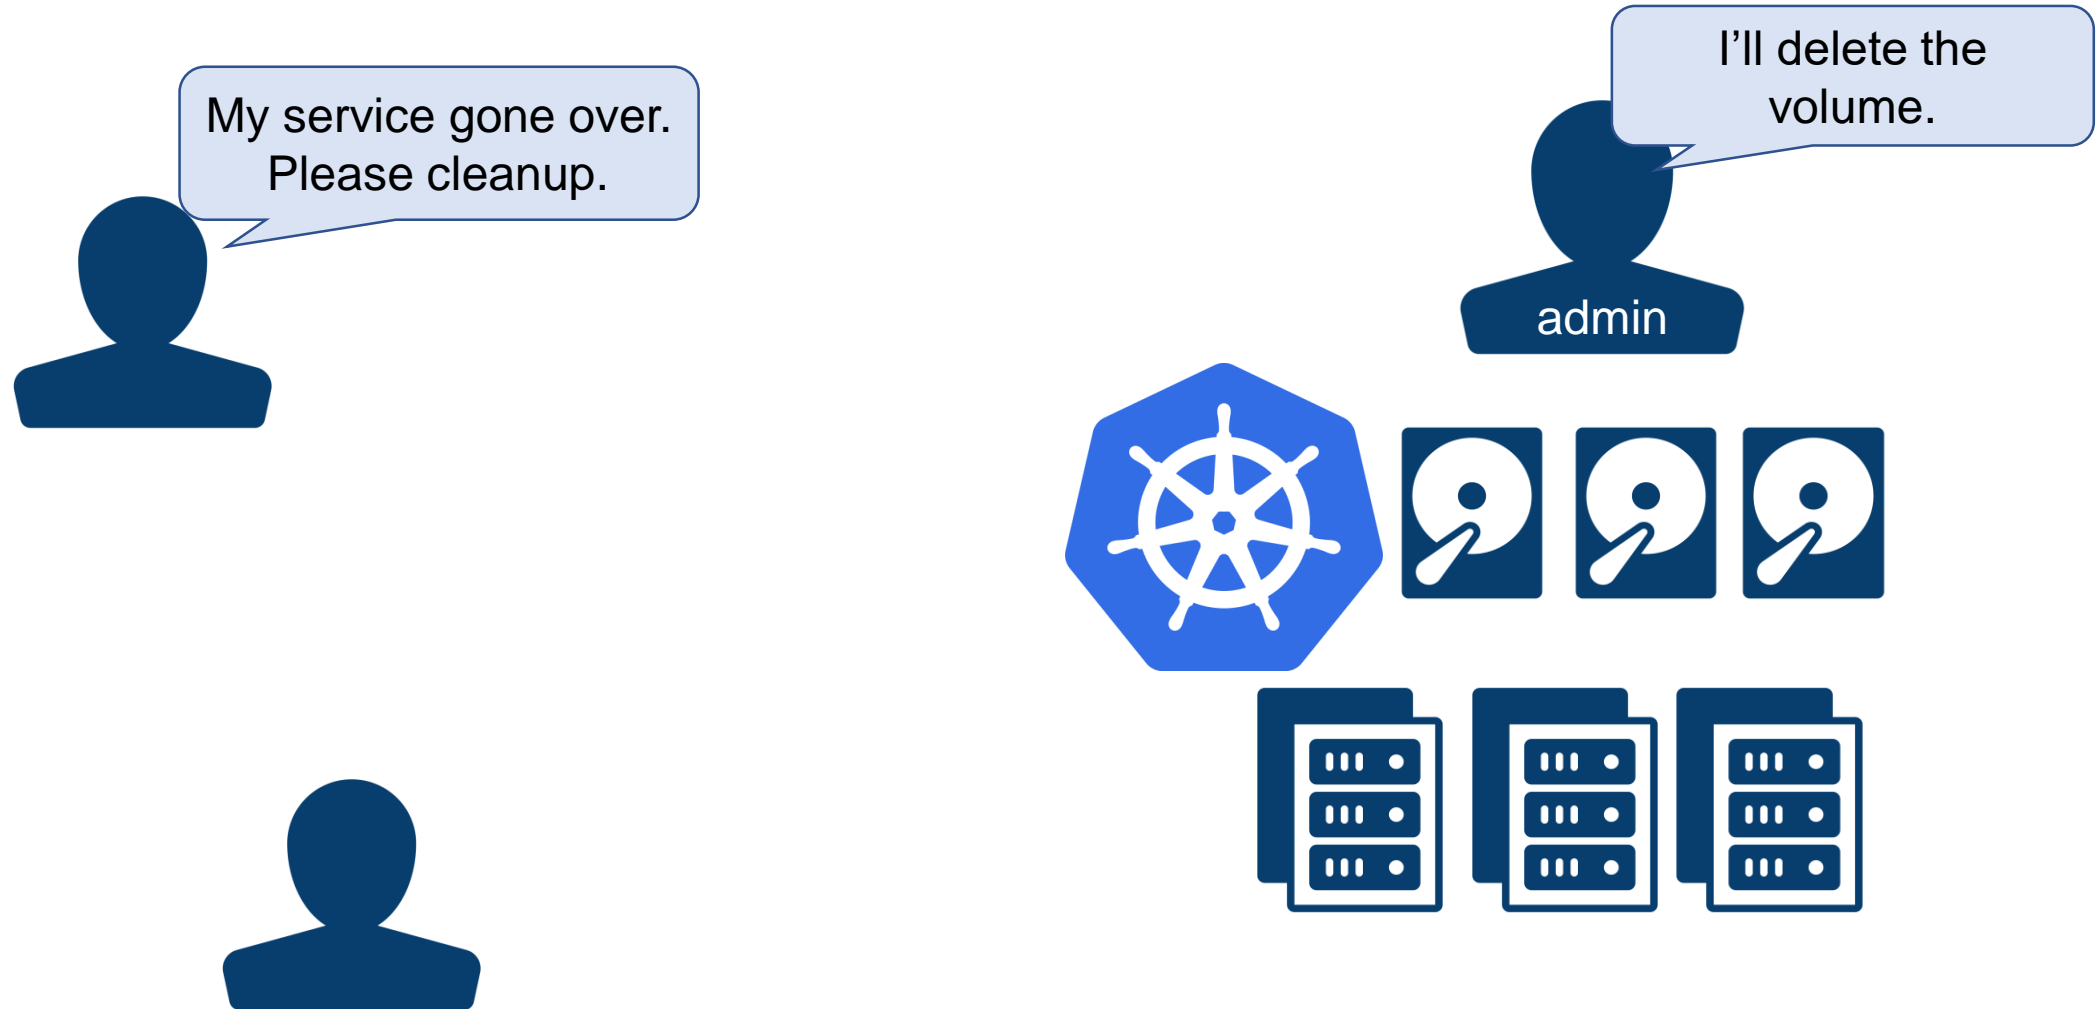 My service gone over.
Please cleanup.
I’ll delete the
volume.
admin